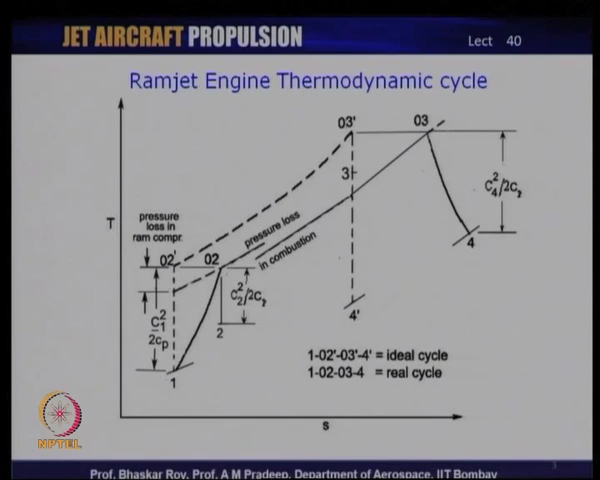 JET AIRCRAFT PROPULSION
Lect 40
Ramjet Engine Thermodynamic cycle
03'
03
3
C₄²/2c₂
T
pressure
loss in
ram compr.
02'
02
pressure loss
in combustion
4
C₁²
2cₚ
C₂²/2c₂
2
4'
1
1-02'-03'-4' = ideal cycle
1-02-03-4 = real cycle
s
NPTEL
3
Prof. Bhaskar Roy, Prof. A M Pradeep, Department of Aerospace, IIT Bombay